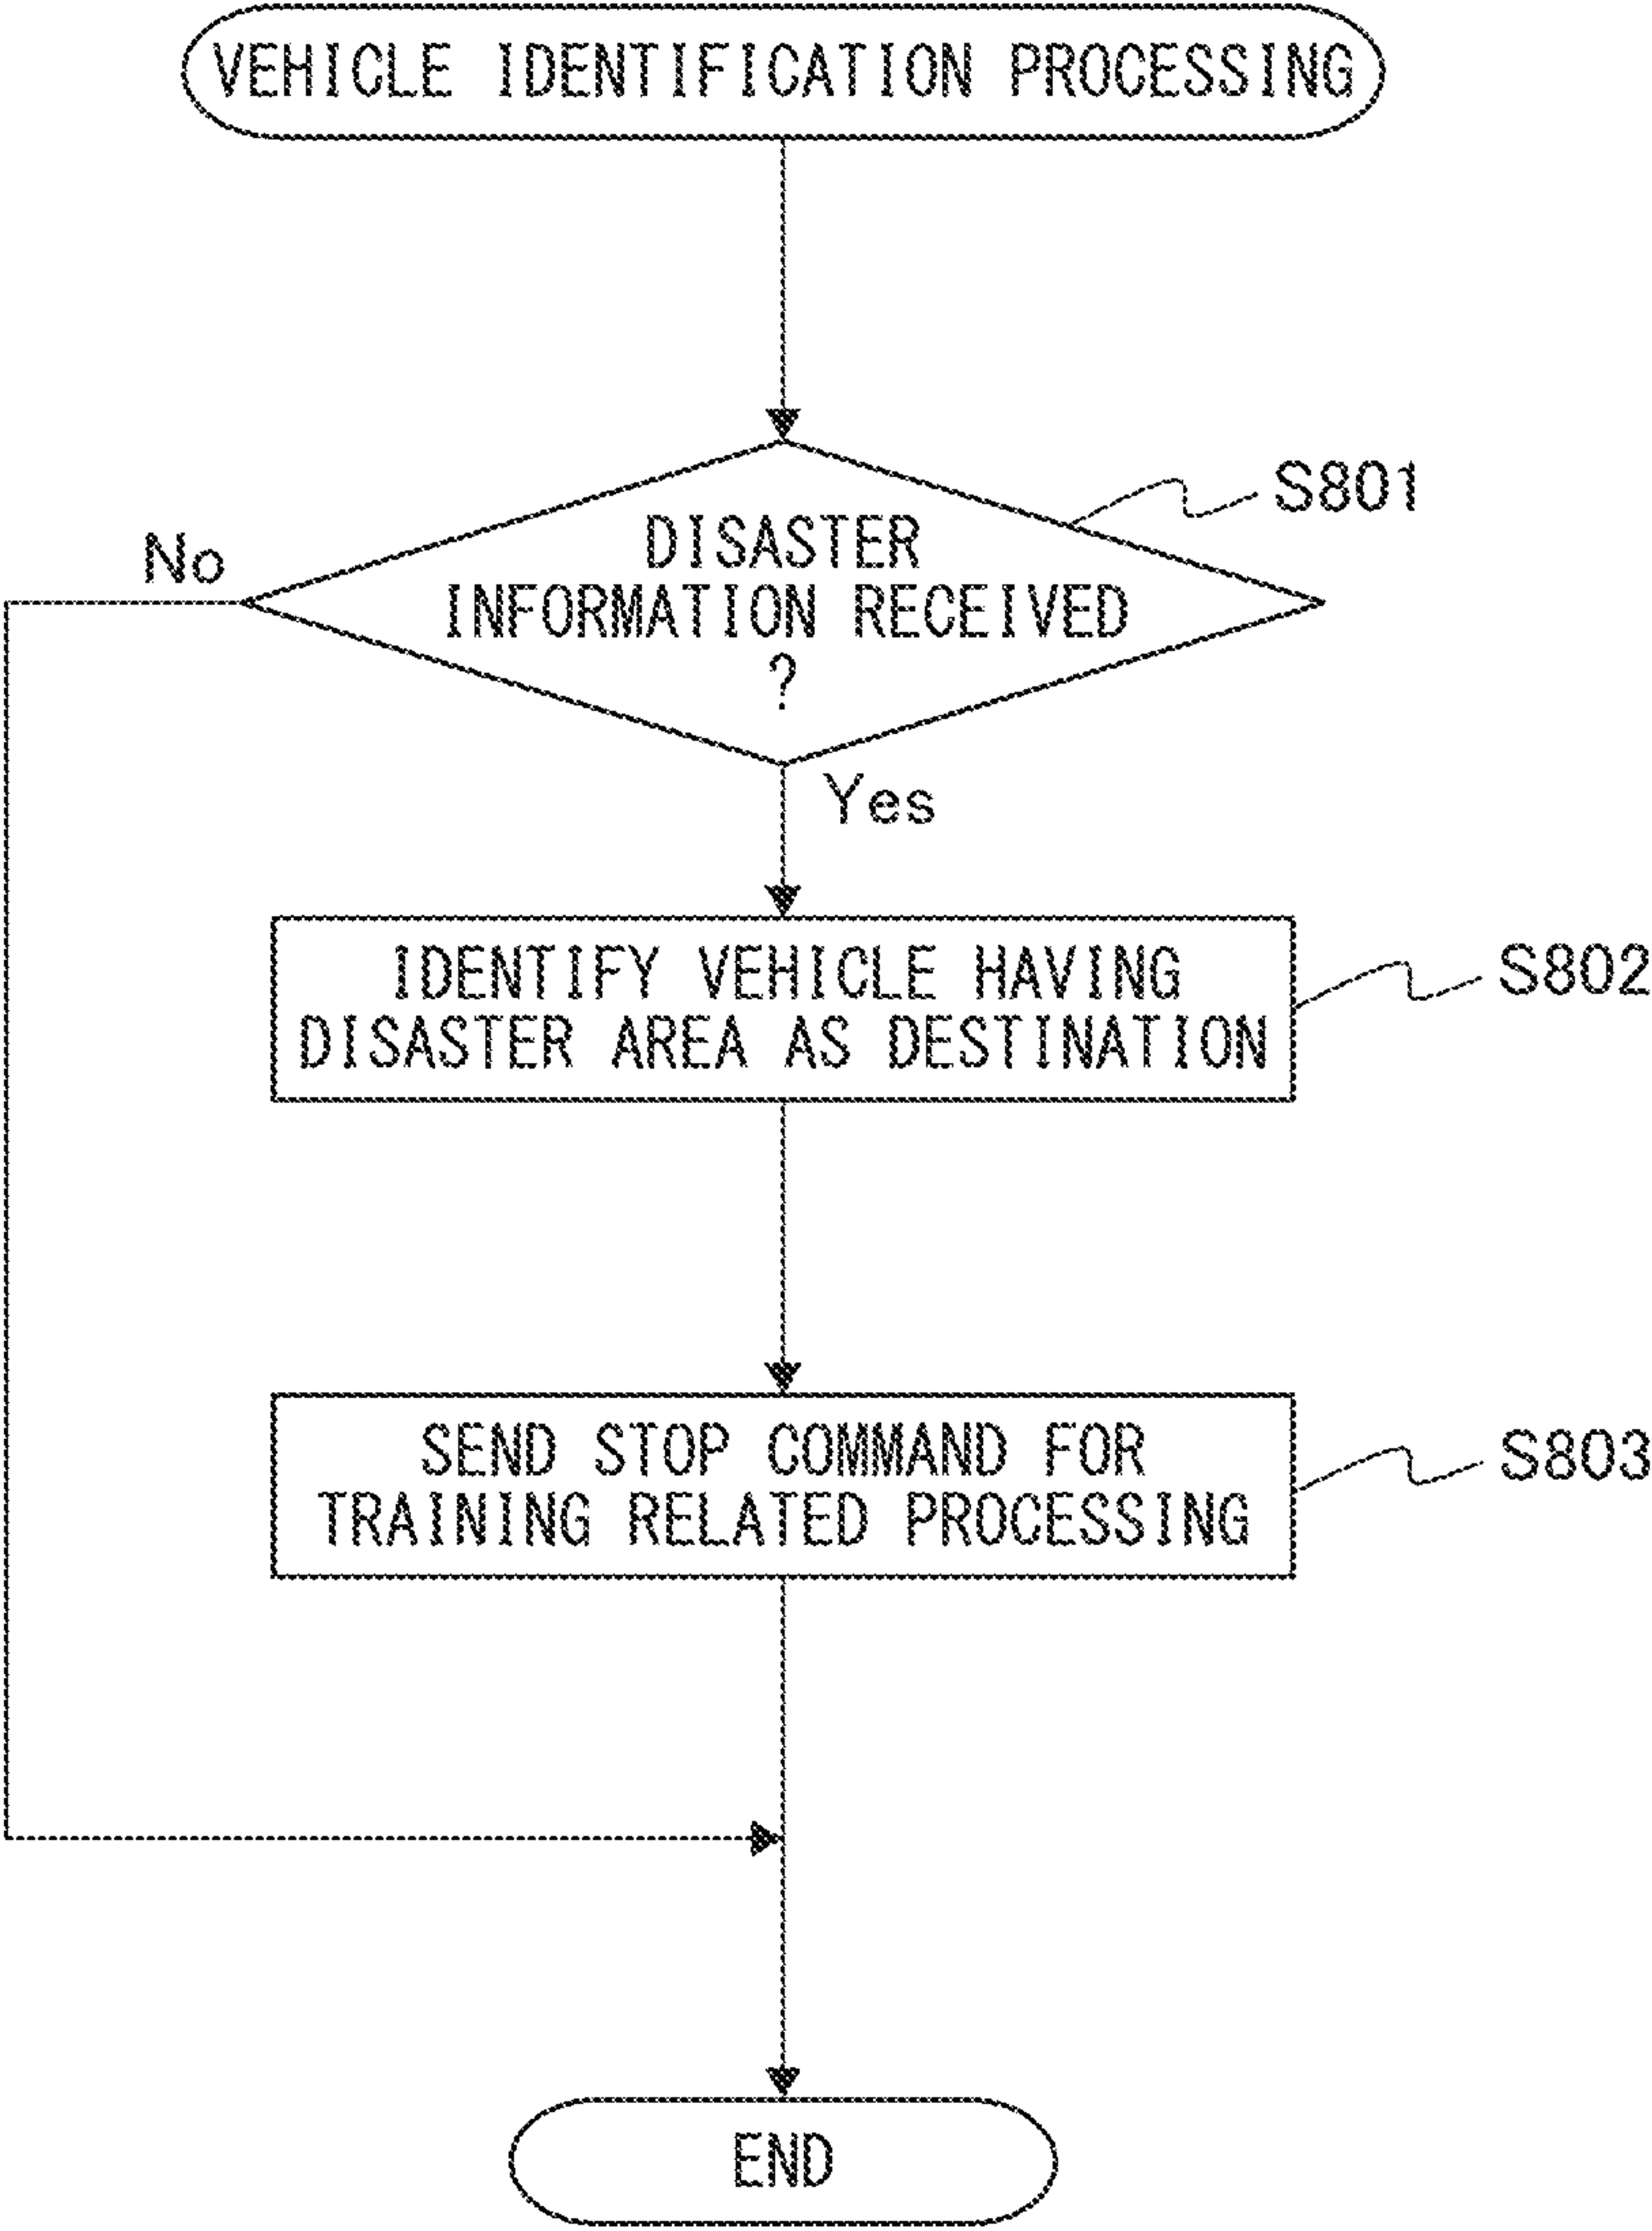 VEHICLE IDENTIFICATION PROCESSING
S801
DISASTER
INFORMATION RECEIVED
?
No
Yes
IDENTIFY VEHICLE HAVING
DISASTER AREA AS DESTINATION
S802
SEND STOP COMMAND FOR
TRAINING RELATED PROCESSING
S803
END